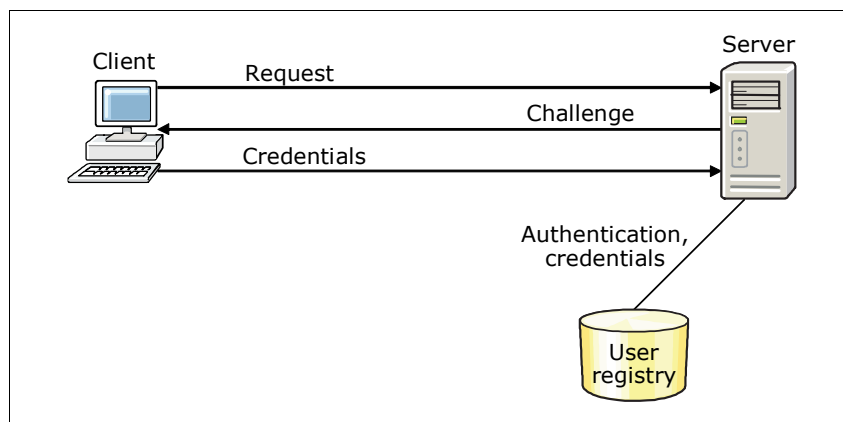 Client
Server
Request
Challenge
Credentials
Authentication,
credentials
User
registry